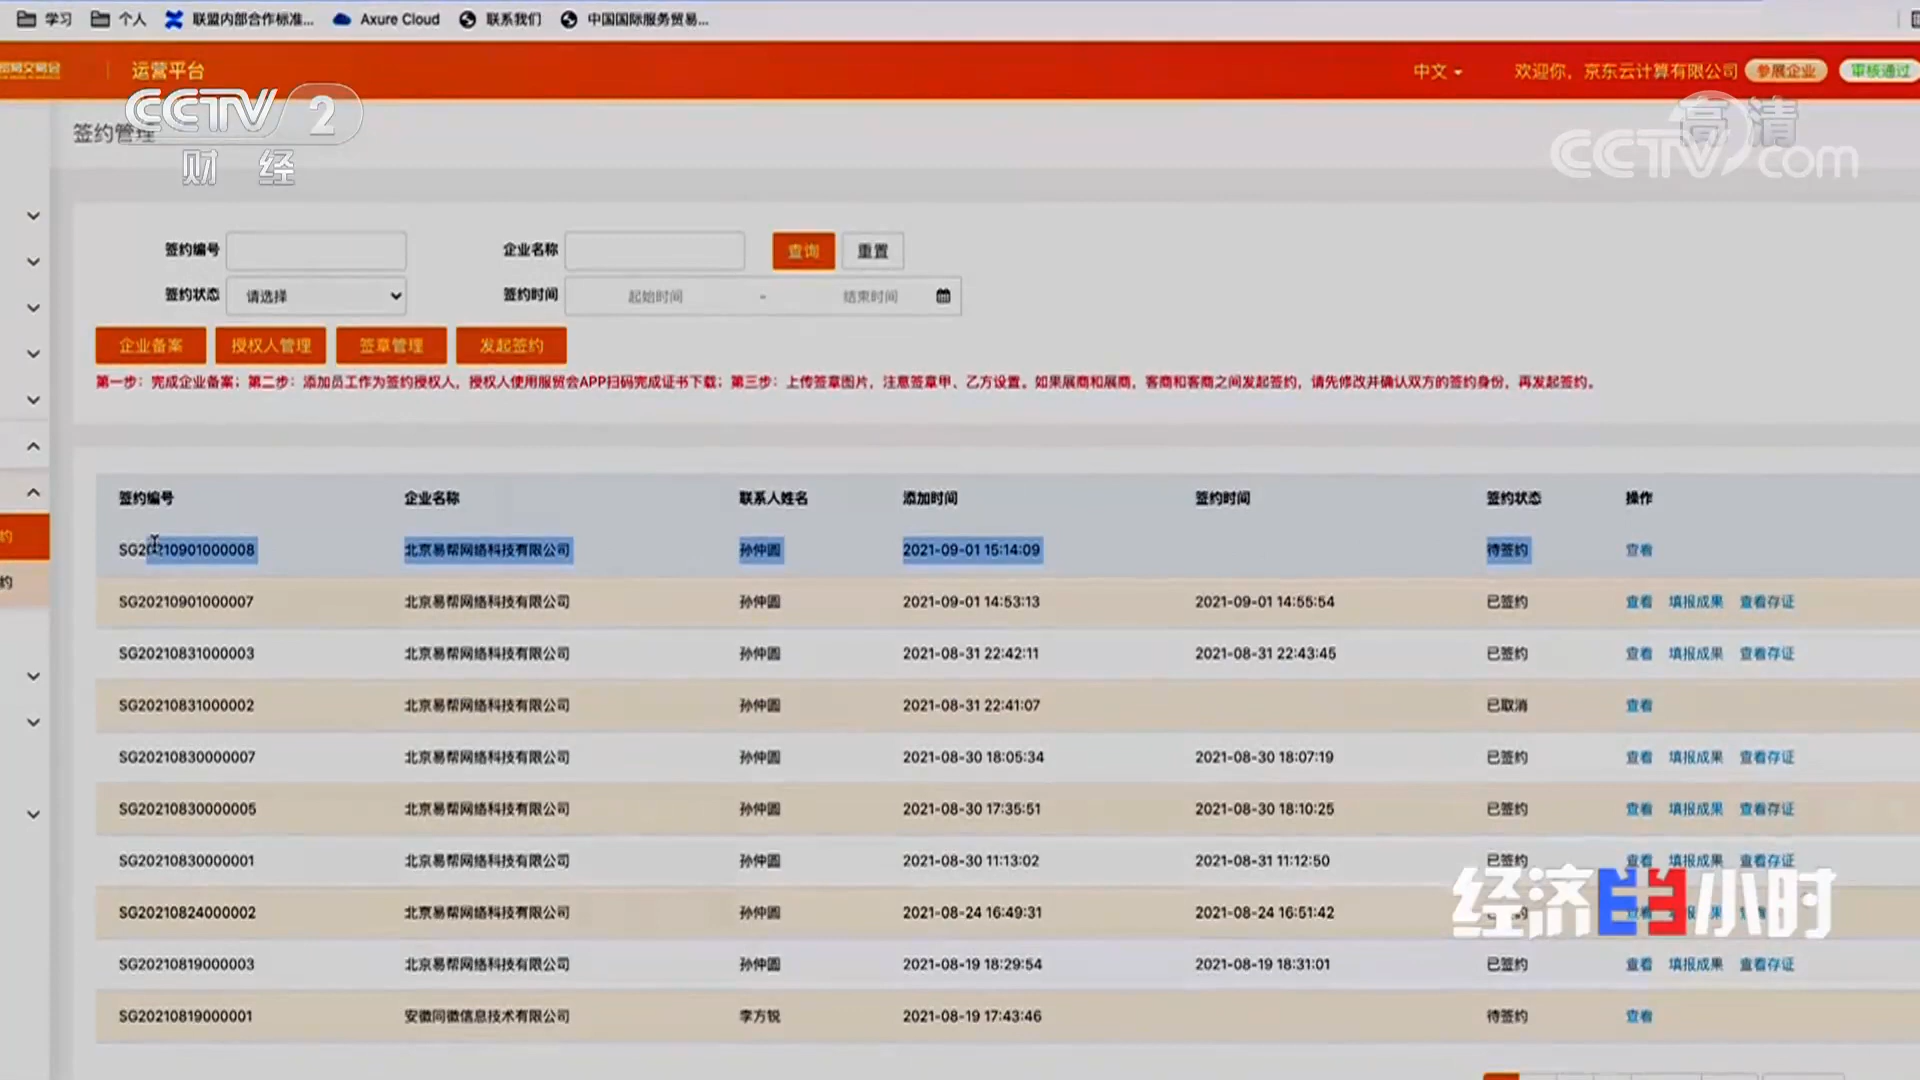 学习 个人 联盟内部合作标准... Axure Cloud 联系我们 中国国际服务贸易...
运营平台 中文 欢迎你，京东云计算有限公司 参展企业 审核通过
CCTV 2
财 经
高清
CCTV.com
签约管理
签约编号 企业名称 查询 重置
签约状态 请选择 签约时间 起始时间 - 结束时间
企业备案 授权人管理 签章管理 发起签约
第一步：完成企业备案；第二步：添加员工作为签约授权人，授权人使用服贸会APP扫码完成证书下载；第三步：上传签章图片，注意签章甲、乙方设置。如果展商和展商，客商和客商之间发起签约，请先修改并确认双方的签约身份，再发起签约。
签约编号 企业名称 联系人姓名 添加时间 签约时间 签约状态 操作
SG20210901000008 北京易帮网络科技有限公司 孙仲圆 2021-09-01 15:14:09 待签约 查看
SG20210901000007 北京易帮网络科技有限公司 孙仲圆 2021-09-01 14:53:13 2021-09-01 14:55:54 已签约 查看 填报成果 查看存证
约
SG20210831000003 北京易帮网络科技有限公司 孙仲圆 2021-08-31 22:42:11 2021-08-31 22:43:45 已签约 查看 填报成果 查看存证
SG20210831000002 北京易帮网络科技有限公司 孙仲圆 2021-08-31 22:41:07 已取消 查看
SG20210830000007 北京易帮网络科技有限公司 孙仲圆 2021-08-30 18:05:34 2021-08-30 18:07:19 已签约 查看 填报成果 查看存证
SG20210830000005 北京易帮网络科技有限公司 孙仲圆 2021-08-30 17:35:51 2021-08-30 18:10:25 已签约 查看 填报成果 查看存证
SG20210830000001 北京易帮网络科技有限公司 孙仲圆 2021-08-30 11:13:02 2021-08-31 11:12:50 已签约 查看 填报成果 查看存证
SG20210824000002 北京易帮网络科技有限公司 孙仲圆 2021-08-24 16:49:31 2021-08-24 16:51:42
经济半小时
SG20210819000003 北京易帮网络科技有限公司 孙仲圆 2021-08-19 18:29:54 2021-08-19 18:31:01 已签约 查看 填报成果 查看存证
SG20210819000001 安徽同徽信息技术有限公司 李方锐 2021-08-19 17:43:46 待签约 查看